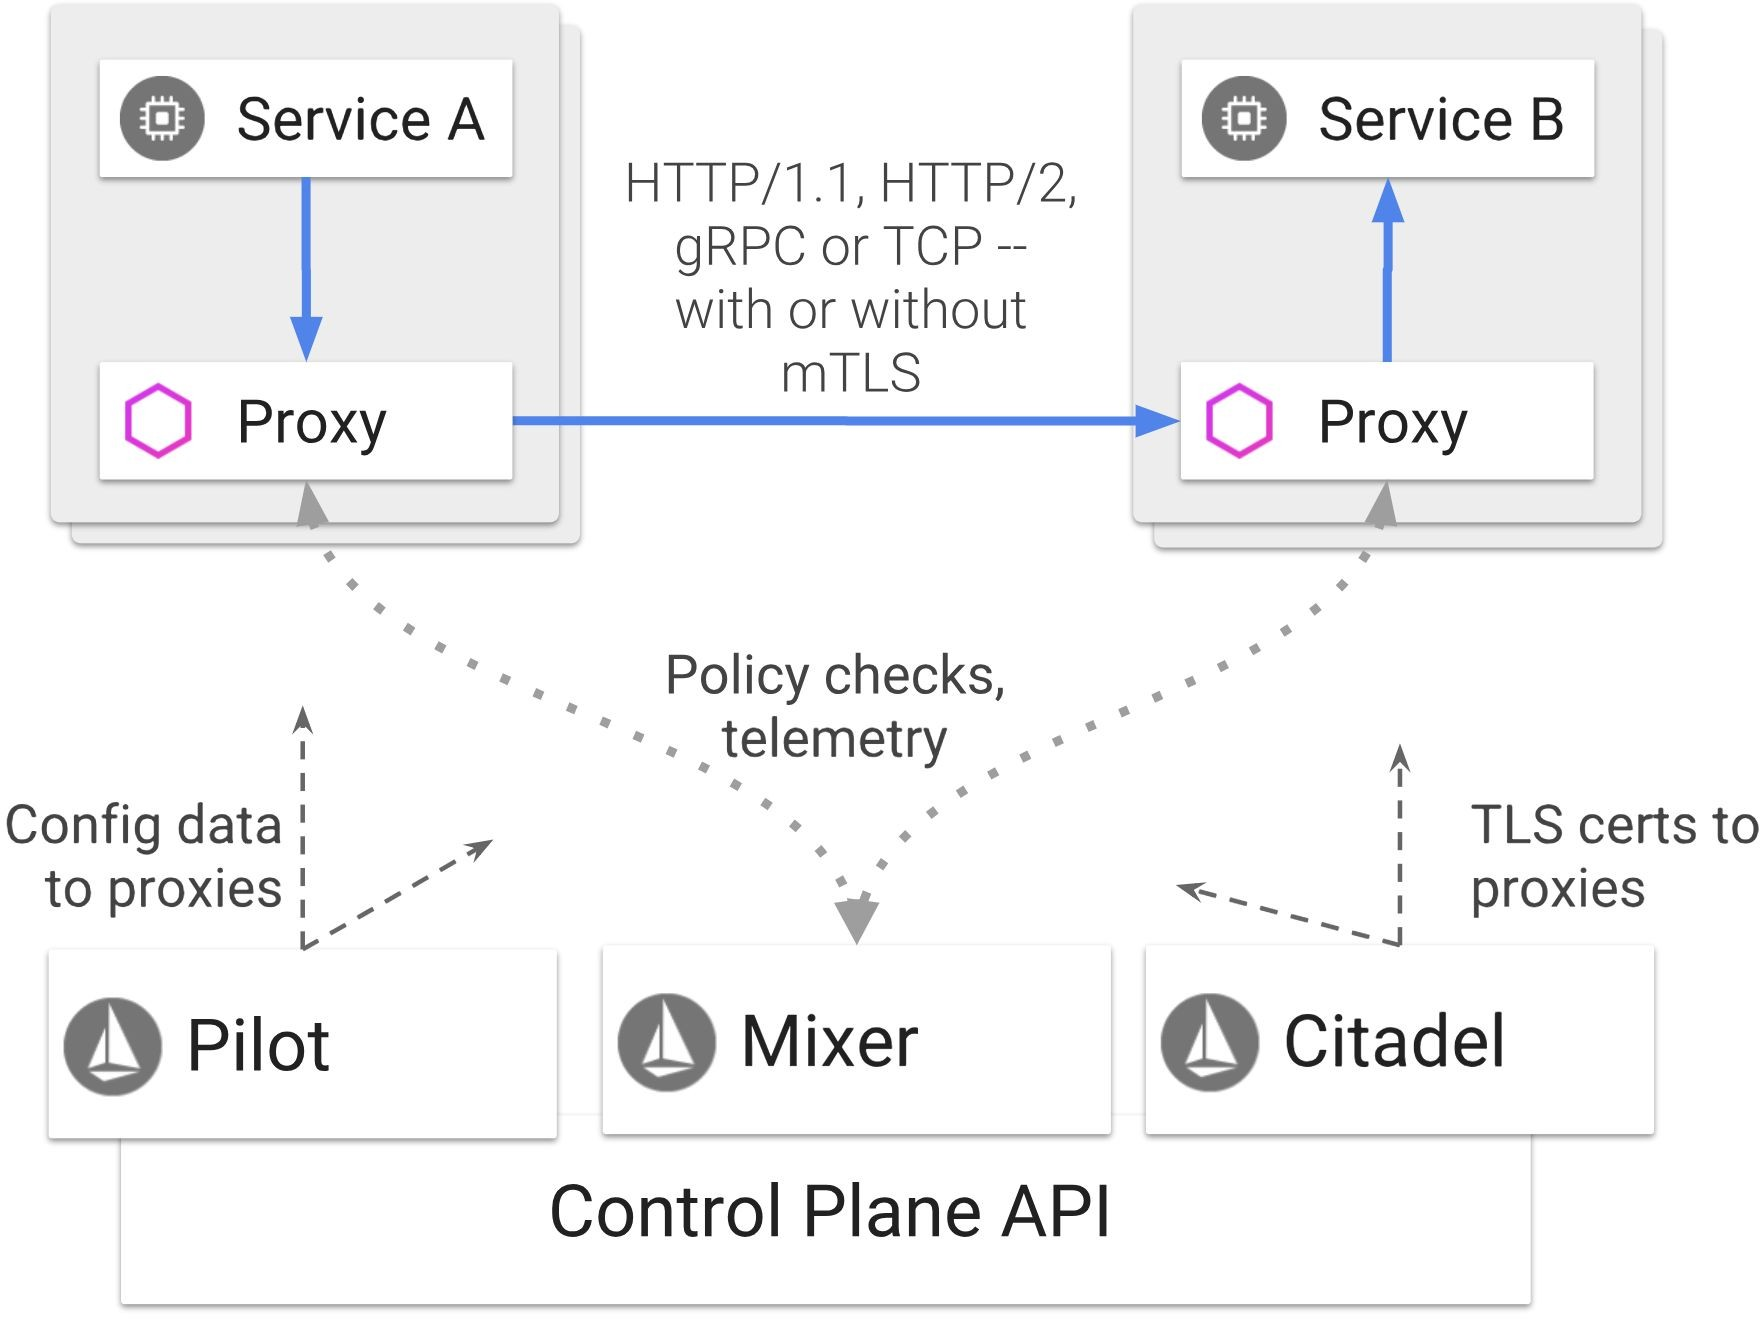 Service A
Service B
HTTP/1.1, HTTP/2,
gRPC or TCP --
with or without
mTLS
Proxy
Proxy
Policy checks,
telemetry
Config data
to proxies
TLS certs to
proxies
Pilot
Mixer
Citadel
Control Plane API